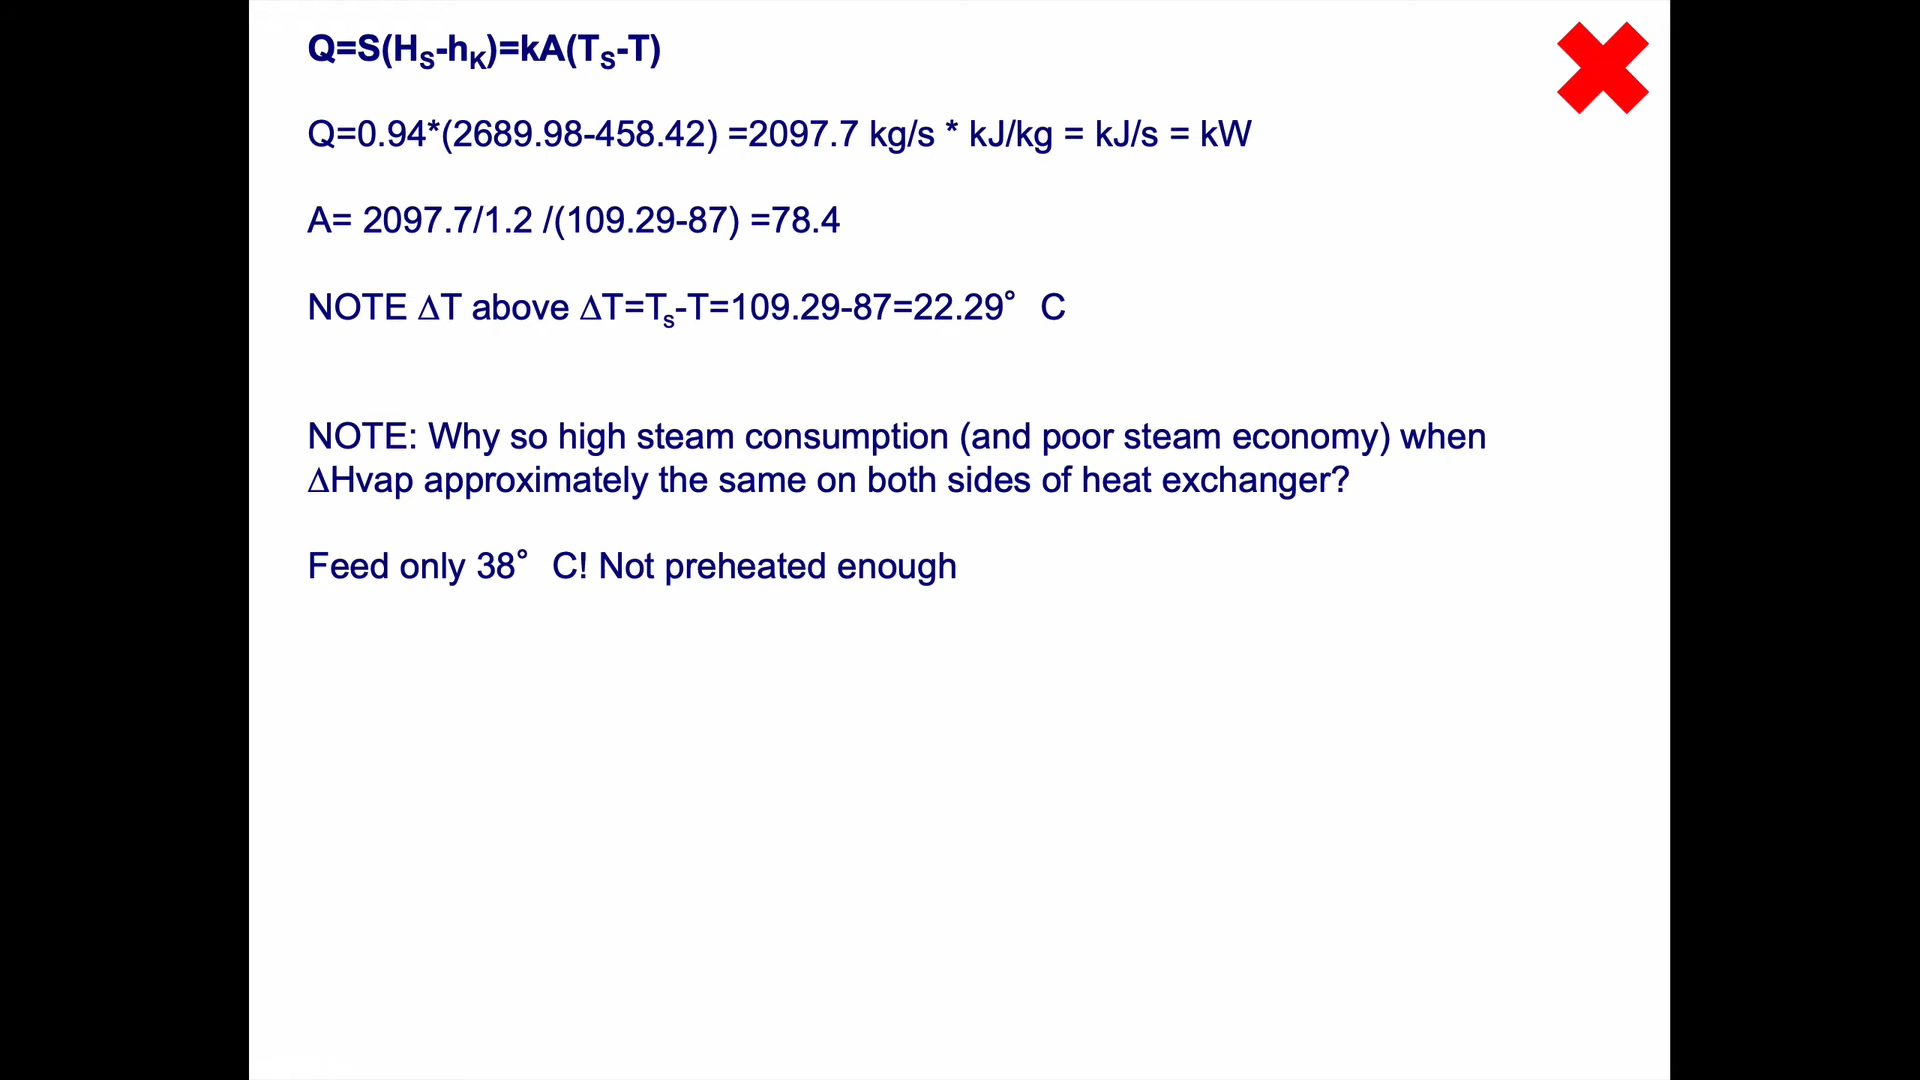 Q=S(HS-hK)=kA(TS-T)
Q=0.94*(2689.98-458.42) =2097.7 kg/s * kJ/kg = kJ/s = kW
A= 2097.7/1.2 /(109.29-87) =78.4
NOTE ∆T above ∆T=Ts-T=109.29-87=22.29° C
NOTE: Why so high steam consumption (and poor steam economy) when
∆Hvap approximately the same on both sides of heat exchanger?
Feed only 38° C! Not preheated enough